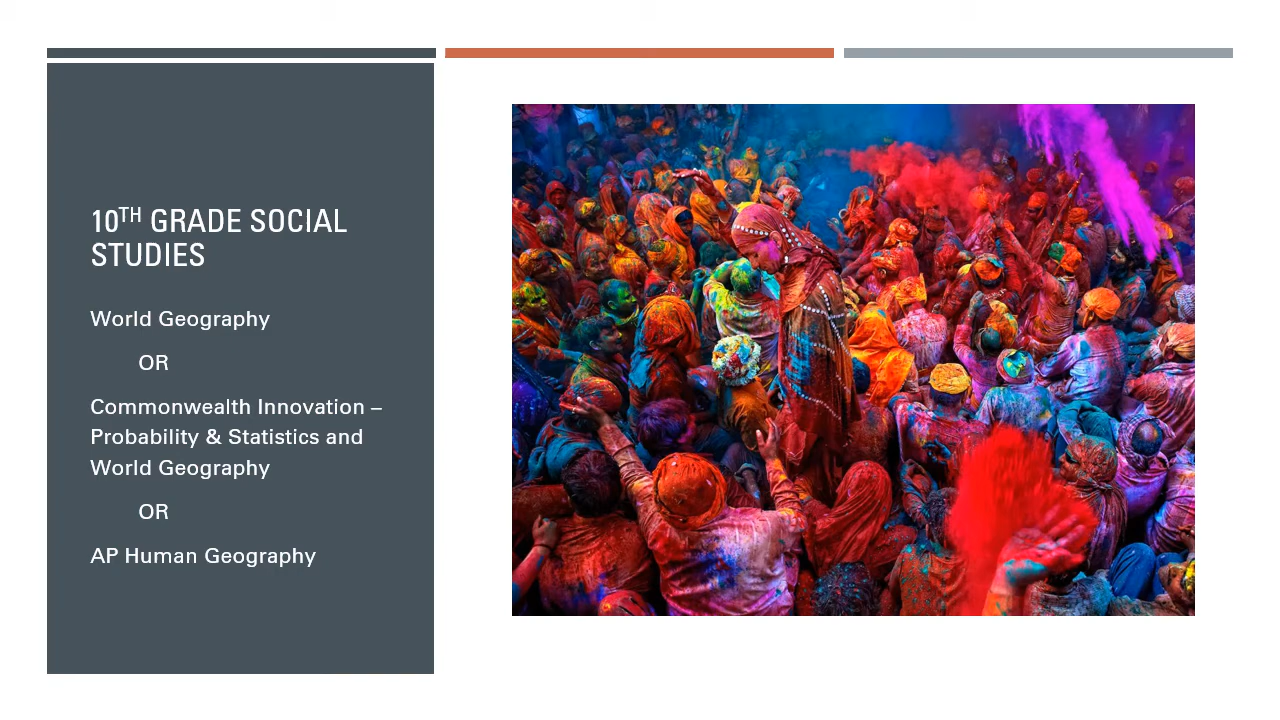 10TH GRADE SOCIAL
STUDIES
World Geography
OR
Commonwealth Innovation –
Probability & Statistics and
World Geography
OR
AP Human Geography